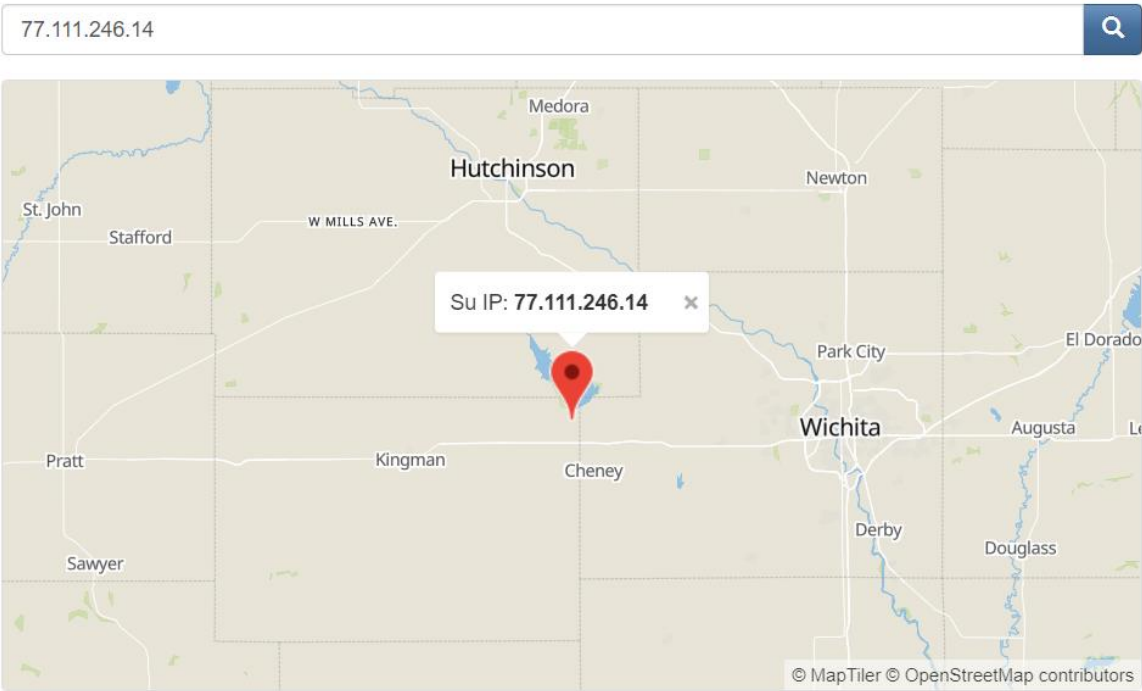 77.111.246.14
Medora
Hutchinson
Newton
St. John
W MILLS AVE.
Stafford
Su IP: 77.111.246.14 ×
El Dorado
Park City
Wichita
Augusta
Pratt
Kingman
Cheney
Derby
Douglass
Sawyer
© MapTiler © OpenStreetMap contributors